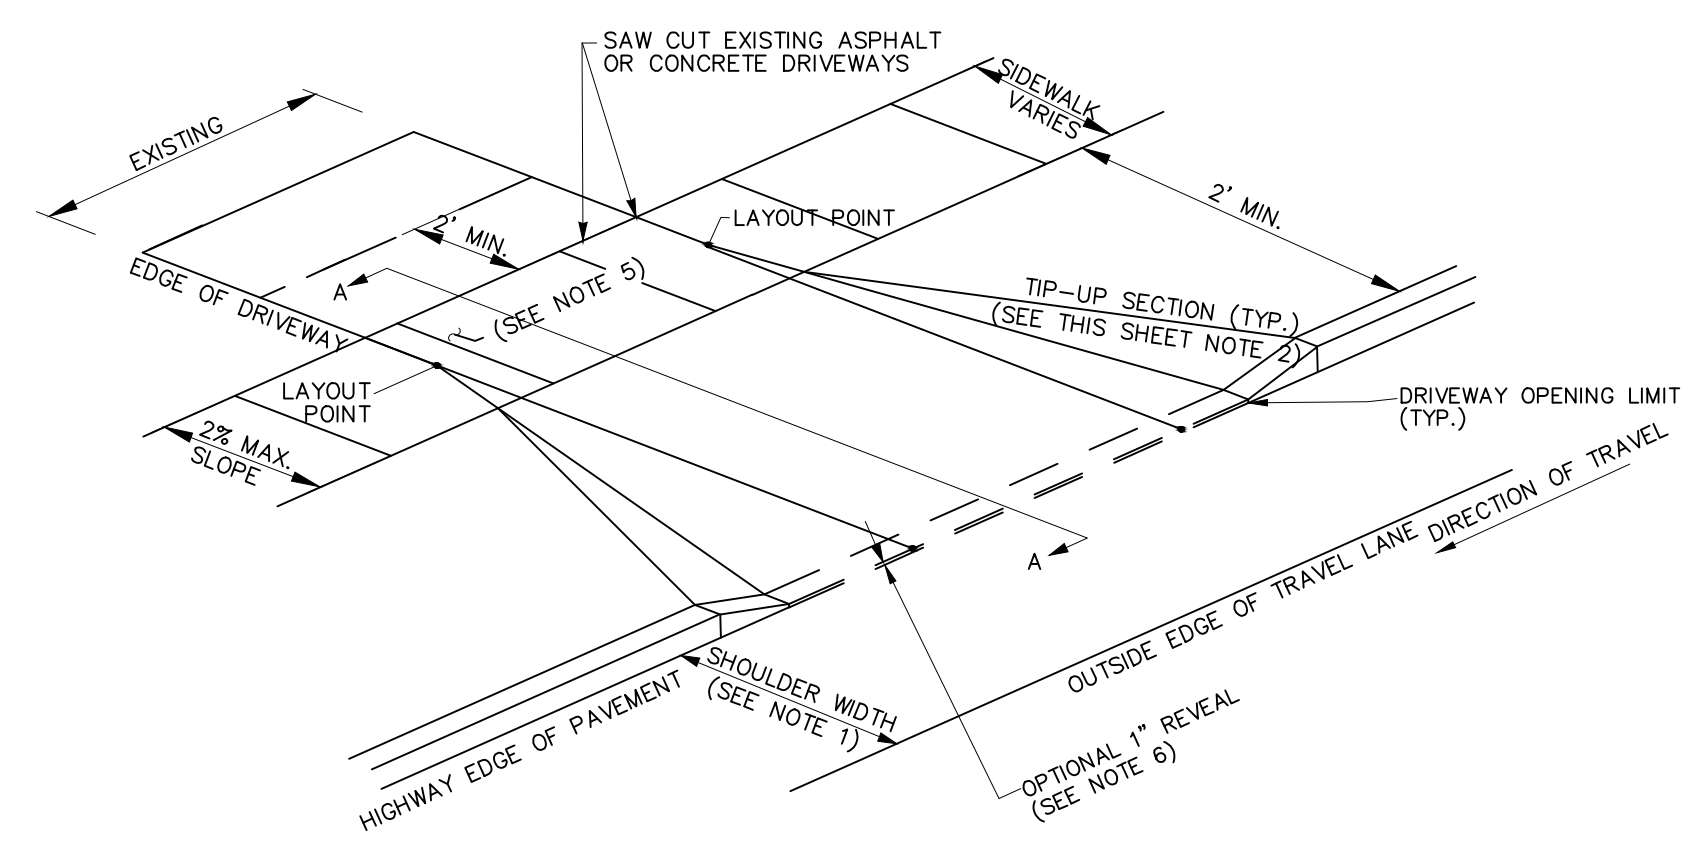 SAW CUT EXISTING ASPHALT
OR CONCRETE DRIVEWAYS
SIDEWALK
VARIES
EXISTING
2' MIN.
LAYOUT POINT
2' MIN.
EDGE OF DRIVEWAY
A
(SEE NOTE 5)
TIP-UP SECTION (TYP.)
(SEE THIS SHEET NOTE 2)
LAYOUT
POINT
DRIVEWAY OPENING LIMIT
(TYP.)
2% MAX.
SLOPE
DIRECTION OF TRAVEL
A
OUTSIDE EDGE OF TRAVEL LANE
SHOULDER WIDTH
(SEE NOTE 1)
HIGHWAY EDGE OF PAVEMENT
OPTIONAL 1" REVEAL
(SEE NOTE 6)